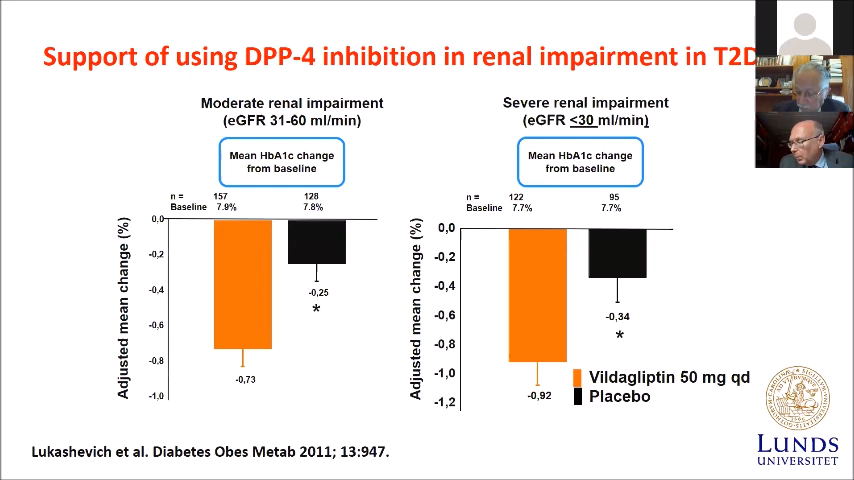 Support of using DPP-4 inhibition in renal impairment in T2D
Moderate renal impairment
(eGFR 31-60 ml/min)
Mean HbA1c change
from baseline
n = 157 128
Baseline 7.9% 7.8%
Adjusted mean change (%)
0,0
-0,2
-0,4
-0,6
-0,8
-1,0
-0,73
-0,25
*
Severe renal impairment
(eGFR <30 ml/min)
Mean HbA1c change
from baseline
n = 122 95
Baseline 7.7% 7.7%
Adjusted mean change (%)
0,0
-0,2
-0,4
-0,6
-0,8
-1,0
-1,2
-0,92
-0,34
*
Vildagliptin 50 mg qd
Placebo
Lukashevich et al. Diabetes Obes Metab 2011; 13:947.
LUNDS
UNIVERSITET